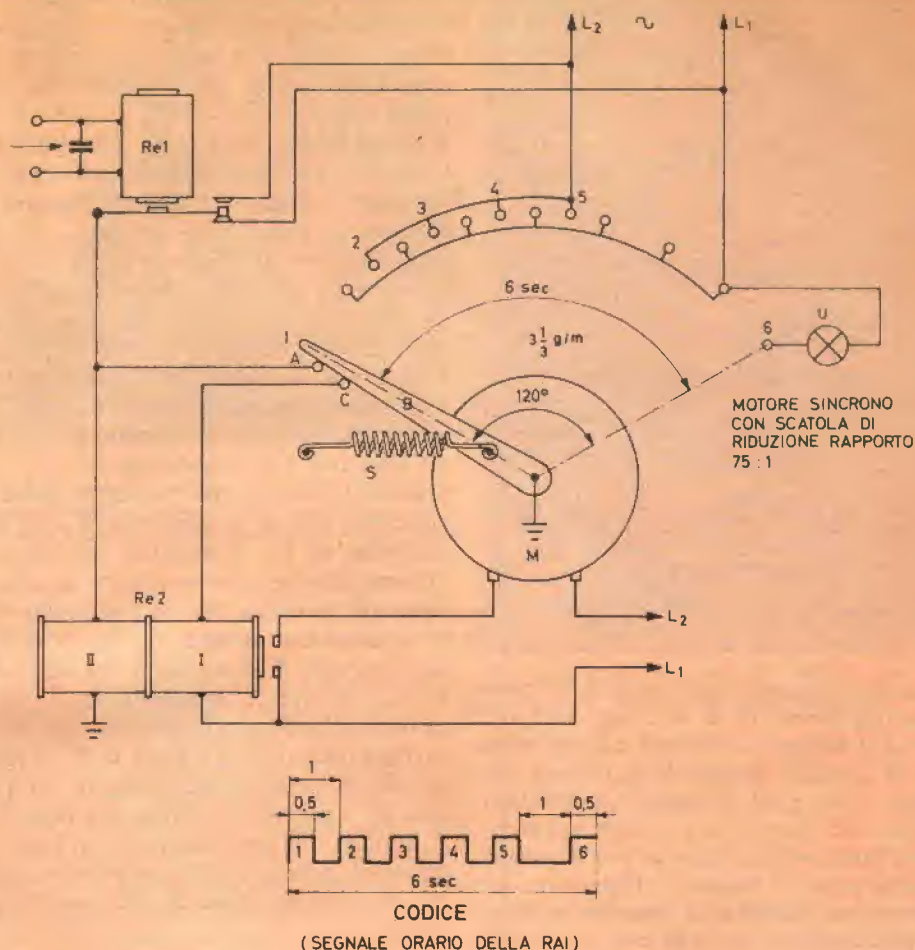 L2 ~ L1
Re1
2 3 4 5
6 sec
3 1/3 g/m
1
A
C
B
120°
6
U
S
MOTORE SINCRONO
CON SCATOLA DI
RIDUZIONE RAPPORTO
75 : 1
M
Re2
II I
L2
L1
1
0,5 1 0,5
1 2 3 4 5 6
6 sec
CODICE
(SEGNALE ORARIO DELLA RAI)